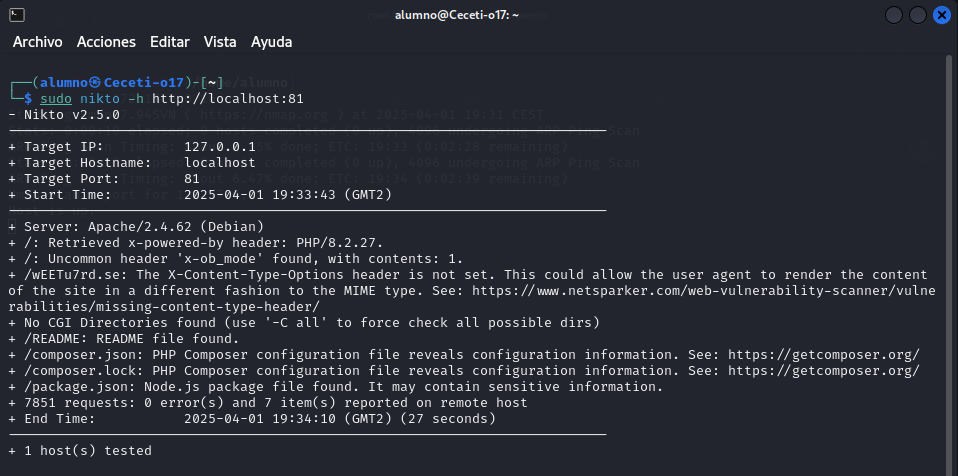 alumno@Ceceti-o17: ~
Archivo Acciones Editar Vista Ayuda
┌──(alumno㉿Ceceti-o17)-[~]
└─$ sudo nikto -h http://localhost:81
- Nikto v2.5.0
---------------------------------------------------------------------------
+ Target IP:          127.0.0.1
+ Target Hostname:    localhost
+ Target Port:        81
+ Start Time:         2025-04-01 19:33:43 (GMT2)
---------------------------------------------------------------------------
+ Server: Apache/2.4.62 (Debian)
+ /: Retrieved x-powered-by header: PHP/8.2.27.
+ /: Uncommon header 'x-ob_mode' found, with contents: 1.
+ /wEETu7rd.se: The X-Content-Type-Options header is not set. This could allow the user agent to render the content
of the site in a different fashion to the MIME type. See: https://www.netsparker.com/web-vulnerability-scanner/vulne
rabilities/missing-content-type-header/
+ No CGI Directories found (use '-C all' to force check all possible dirs)
+ /README: README file found.
+ /composer.json: PHP Composer configuration file reveals configuration information. See: https://getcomposer.org/
+ /composer.lock: PHP Composer configuration file reveals configuration information. See: https://getcomposer.org/
+ /package.json: Node.js package file found. It may contain sensitive information.
+ 7851 requests: 0 error(s) and 7 item(s) reported on remote host
+ End Time:           2025-04-01 19:34:10 (GMT2) (27 seconds)
---------------------------------------------------------------------------
+ 1 host(s) tested